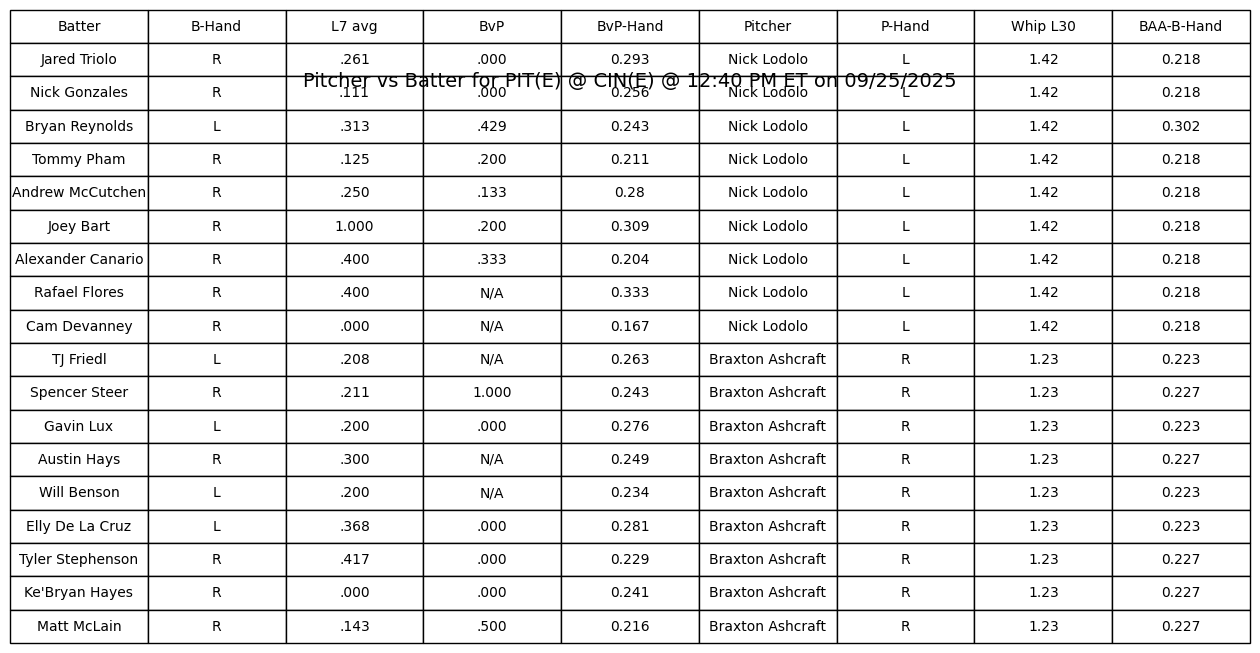 Batter B-Hand L7 avg BvP BvP-Hand Pitcher P-Hand Whip L30 BAA-B-Hand
Jared Triolo R .261 .000 0.293 Nick Lodolo L 1.42 0.218
Pitcher vs Batter for PIT(E) @ CIN(E) @ 12:40 PM ET on 09/25/2025
Nick Gonzales R .111 .000 0.256 Nick Lodolo L 1.42 0.218
Bryan Reynolds L .313 .429 0.243 Nick Lodolo L 1.42 0.302
Tommy Pham R .125 .200 0.211 Nick Lodolo L 1.42 0.218
Andrew McCutchen R .250 .133 0.28 Nick Lodolo L 1.42 0.218
Joey Bart R 1.000 .200 0.309 Nick Lodolo L 1.42 0.218
Alexander Canario R .400 .333 0.204 Nick Lodolo L 1.42 0.218
Rafael Flores R .400 N/A 0.333 Nick Lodolo L 1.42 0.218
Cam Devanney R .000 N/A 0.167 Nick Lodolo L 1.42 0.218
TJ Friedl L .208 N/A 0.263 Braxton Ashcraft R 1.23 0.223
Spencer Steer R .211 1.000 0.243 Braxton Ashcraft R 1.23 0.227
Gavin Lux L .200 .000 0.276 Braxton Ashcraft R 1.23 0.223
Austin Hays R .300 N/A 0.249 Braxton Ashcraft R 1.23 0.227
Will Benson L .200 N/A 0.234 Braxton Ashcraft R 1.23 0.223
Elly De La Cruz L .368 .000 0.281 Braxton Ashcraft R 1.23 0.223
Tyler Stephenson R .417 .000 0.229 Braxton Ashcraft R 1.23 0.227
Ke'Bryan Hayes R .000 .000 0.241 Braxton Ashcraft R 1.23 0.227
Matt McLain R .143 .500 0.216 Braxton Ashcraft R 1.23 0.227